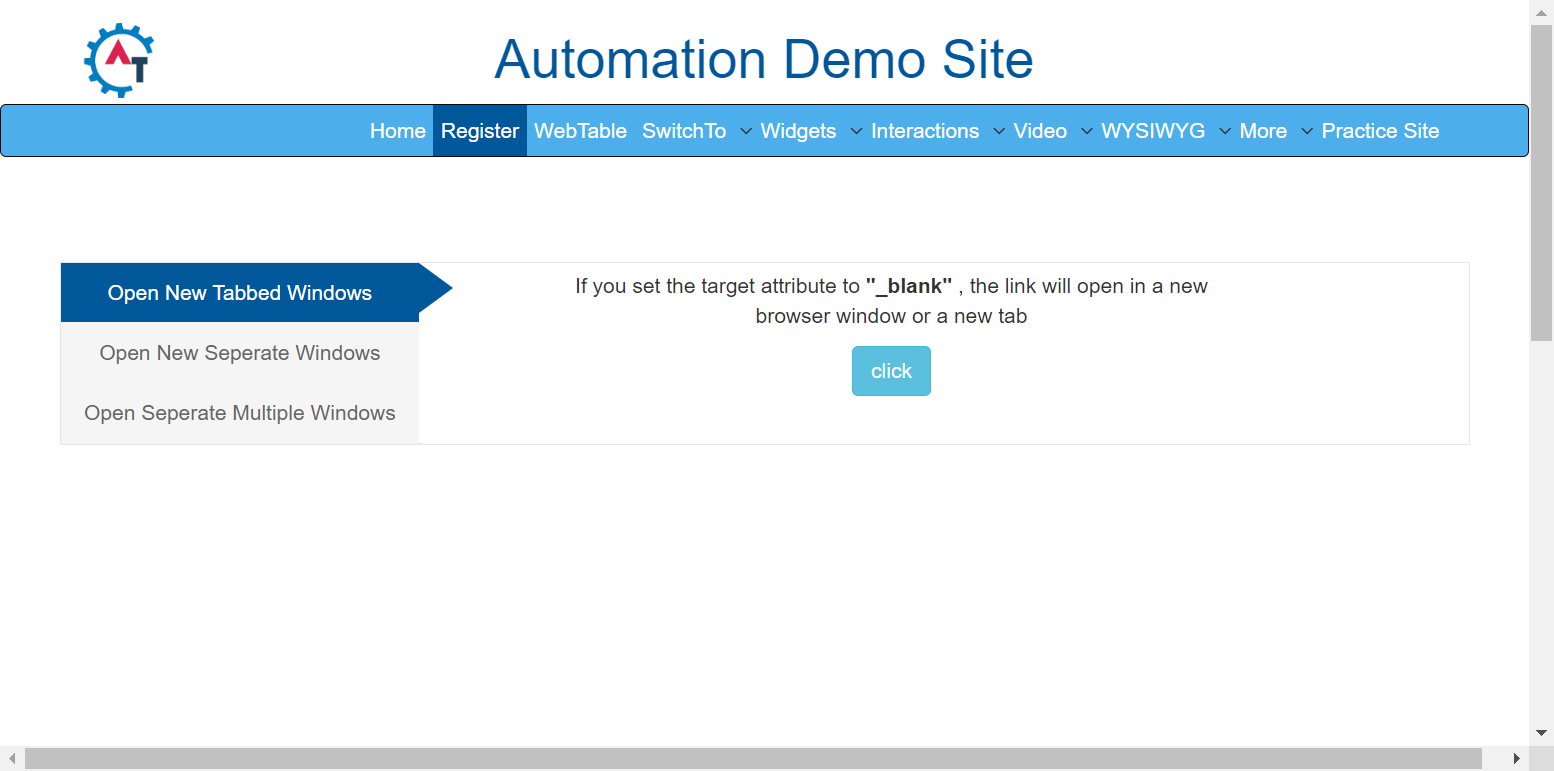 AT
Automation Demo Site
Home Register WebTable SwitchTo Widgets Interactions Video WYSIWYG More Practice Site
Open New Tabbed Windows
Open New Seperate Windows
Open Seperate Multiple Windows
If you set the target attribute to "_blank" , the link will open in a new
browser window or a new tab
click